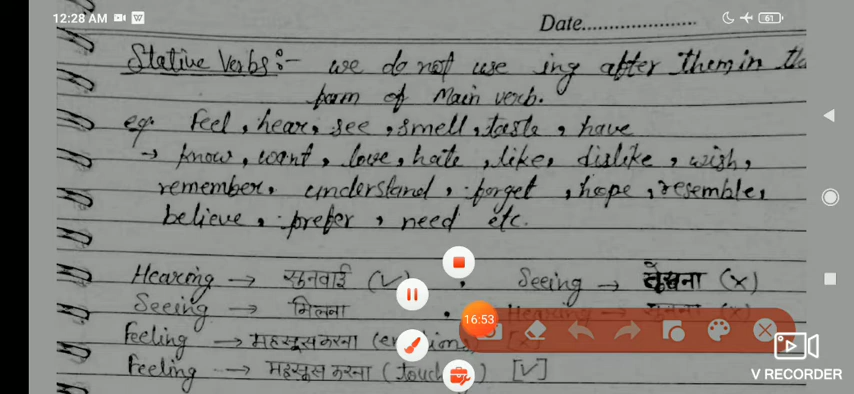 12:28 AM
61
Date....................
Stative Verbs:- we do not use ing after them in the
form of Main verb.
eg. Feel, hear, see, smell, taste, have
→ know, want, love, hate, like, dislike, wish,
remember, understand, forget, hope, resemble,
believe, prefer, need etc.
Hearing → सुनवाई (✓) . Seeing → देखना (×)
Seeing → मिलना . Hearing → सुनना (×)
Feeling → महसूस करना [×]
Feeling → महसूस करना [✓]
16:53
V RECORDER